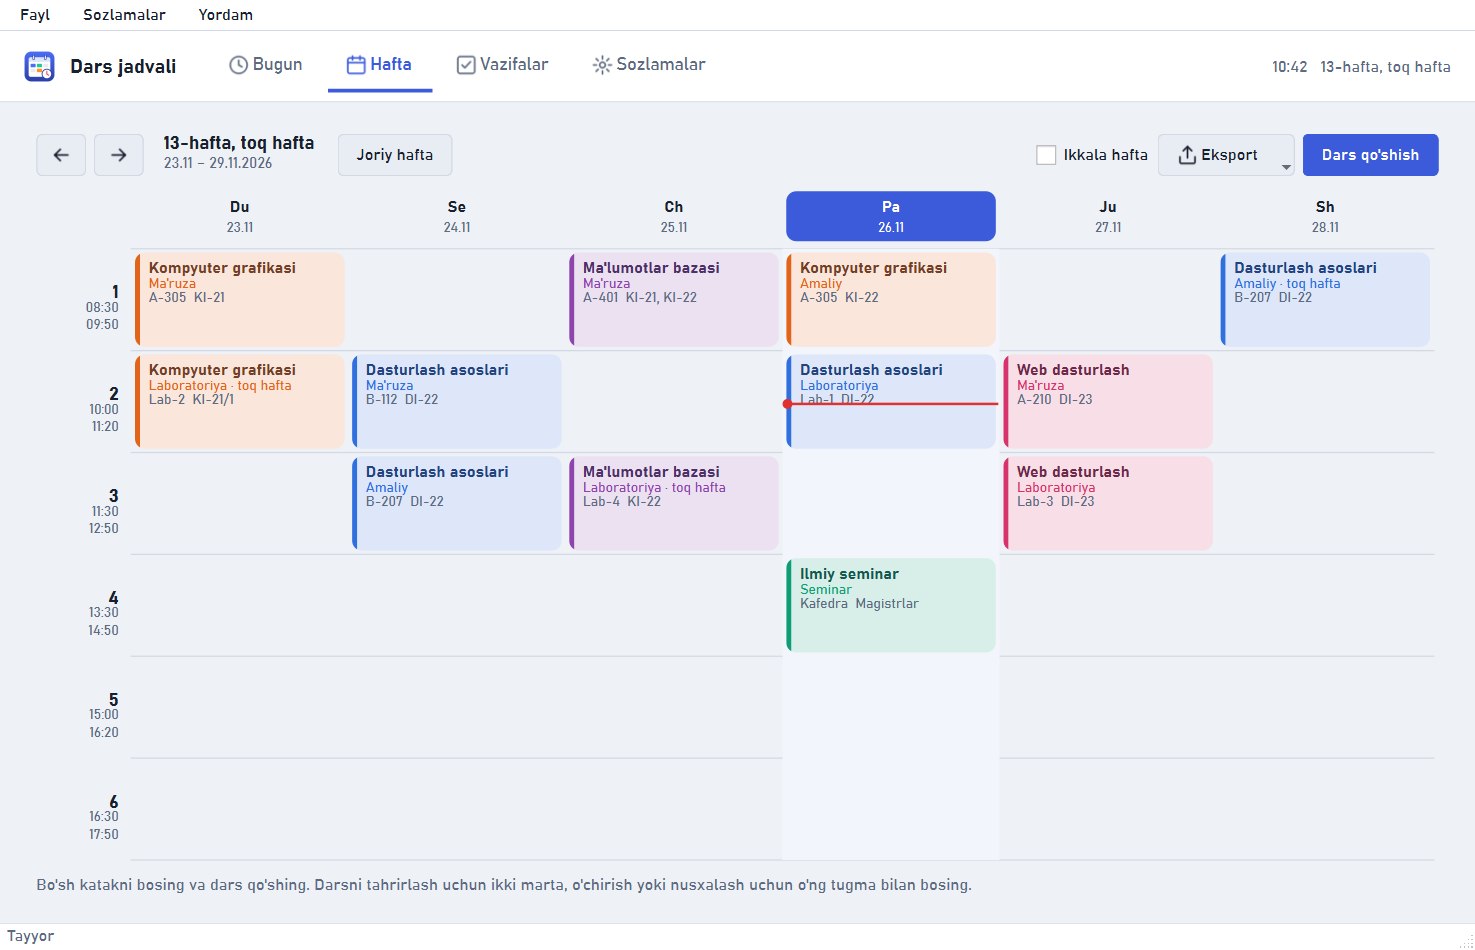 Fayl Sozlamalar Yordam
Dars jadvali Bugun Hafta Vazifalar Sozlamalar 10:42 13-hafta, toq hafta
13-hafta, toq hafta
23.11 – 29.11.2026
Joriy hafta Ikkala hafta Eksport Dars qo'shish
Du Se Ch Pa Ju Sh
23.11 24.11 25.11 26.11 27.11 28.11
1
08:30
09:50
Kompyuter grafikasi
Ma'ruza
A-305 KI-21
Ma'lumotlar bazasi
Ma'ruza
A-401 KI-21, KI-22
Kompyuter grafikasi
Amaliy
A-305 KI-22
Dasturlash asoslari
Amaliy · toq hafta
B-207 DI-22
2
10:00
11:20
Kompyuter grafikasi
Laboratoriya · toq hafta
Lab-2 KI-21/1
Dasturlash asoslari
Ma'ruza
B-112 DI-22
Dasturlash asoslari
Laboratoriya
Lab-1 DI-22
Web dasturlash
Ma'ruza
A-210 DI-23
3
11:30
12:50
Dasturlash asoslari
Amaliy
B-207 DI-22
Ma'lumotlar bazasi
Laboratoriya · toq hafta
Lab-4 KI-22
Web dasturlash
Laboratoriya
Lab-3 DI-23
4
13:30
14:50
Ilmiy seminar
Seminar
Kafedra Magistrlar
5
15:00
16:20
6
16:30
17:50
Bo'sh katakni bosing va dars qo'shing. Darsni tahrirlash uchun ikki marta, o'chirish yoki nusxalash uchun o'ng tugma bilan bosing.
Tayyor